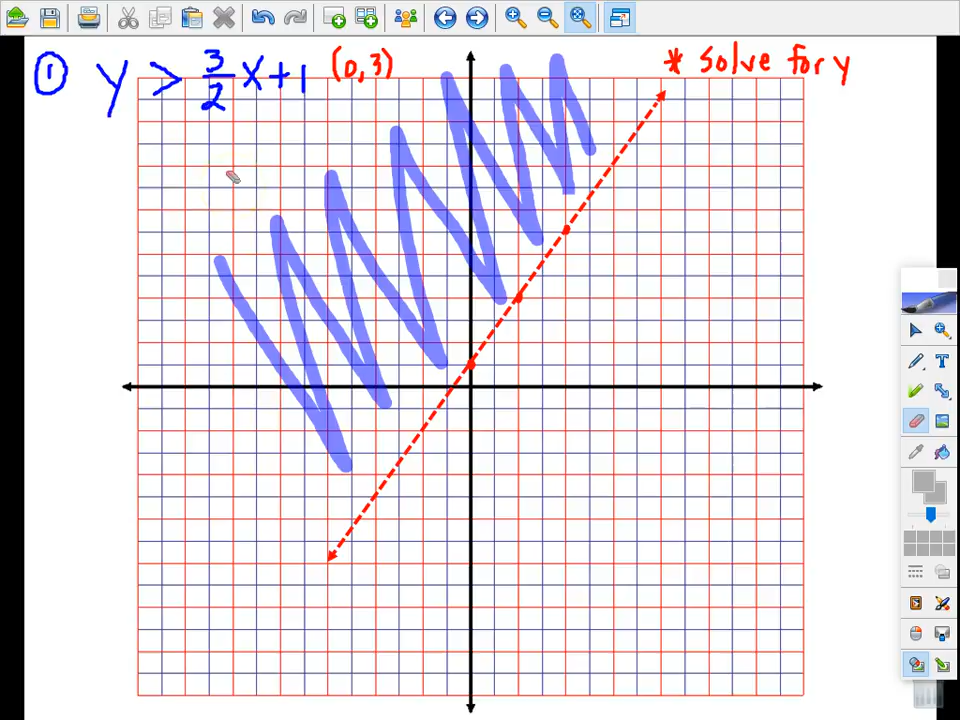 ① y > 3/2 x + 1 (0, 3) * Solve for y